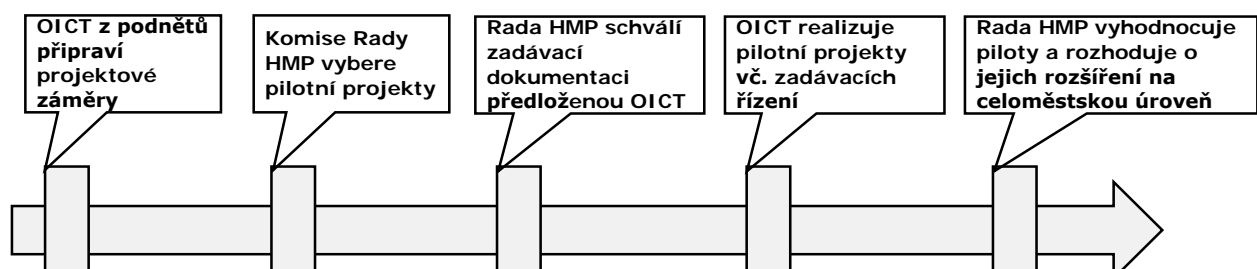 OICT z podnětů
připraví
projektové
záměry
Komise Rady
HMP vybere
pilotní projekty
Rada HMP schválí
zadávací
dokumentaci
předloženou OICT
OICT realizuje
pilotní projekty
vč. zadávacích
řízení
Rada HMP vyhodnocuje
piloty a rozhoduje o
jejich rozšíření na
celoměstskou úroveň